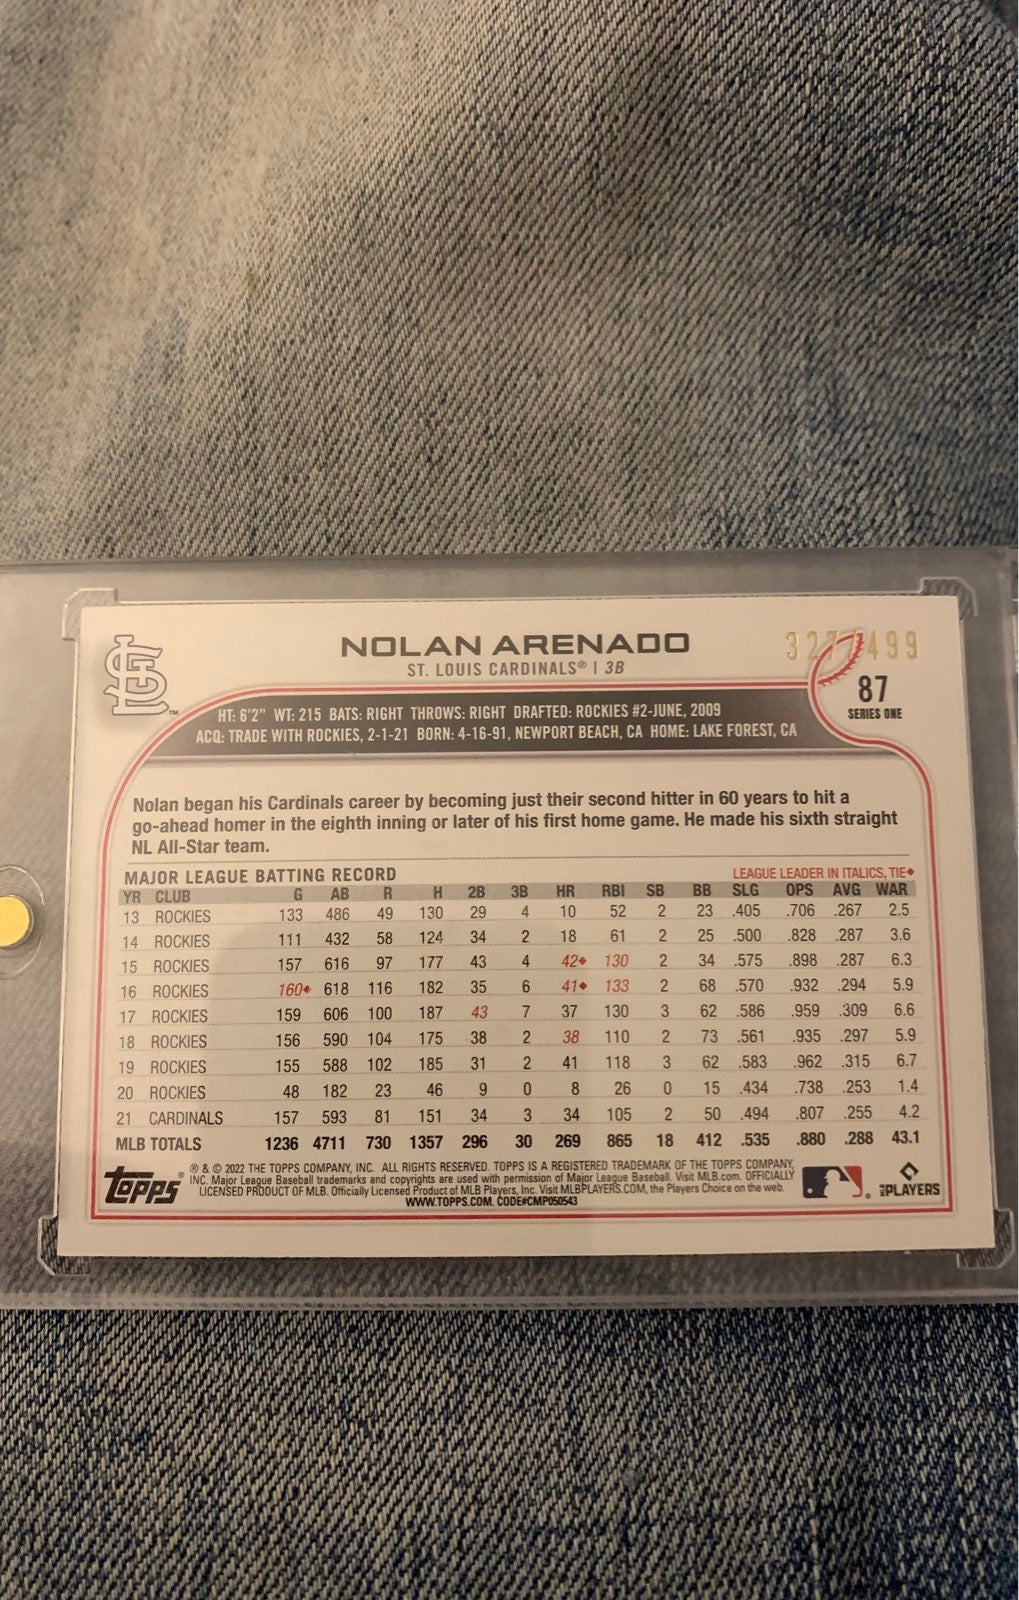 NOLAN ARENADO
327/499
ST. LOUIS CARDINALS® | 3B
87
SERIES ONE
STL
™
HT: 6'2" WT: 215 BATS: RIGHT THROWS: RIGHT DRAFTED: ROCKIES #2-JUNE, 2009
ACQ: TRADE WITH ROCKIES, 2-1-21 BORN: 4-16-91, NEWPORT BEACH, CA HOME: LAKE FOREST, CA
Nolan began his Cardinals career by becoming just their second hitter in 60 years to hit a
go-ahead homer in the eighth inning or later of his first home game. He made his sixth straight
NL All-Star team.
MAJOR LEAGUE BATTING RECORD LEAGUE LEADER IN ITALICS, TIE♦
YR CLUB G AB R H 2B 3B HR RBI SB BB SLG OPS AVG WAR
13 ROCKIES 133 486 49 130 29 4 10 52 2 23 .405 .706 .267 2.5
14 ROCKIES 111 432 58 124 34 2 18 61 2 25 .500 .828 .287 3.6
15 ROCKIES 157 616 97 177 43 4 42♦ 130 2 34 .575 .898 .287 6.3
16 ROCKIES 160♦ 618 116 182 35 6 41♦ 133 2 68 .570 .932 .294 5.9
17 ROCKIES 159 606 100 187 43 7 37 130 3 62 .586 .959 .309 6.6
18 ROCKIES 156 590 104 175 38 2 38 110 2 73 .561 .935 .297 5.9
19 ROCKIES 155 588 102 185 31 2 41 118 3 62 .583 .962 .315 6.7
20 ROCKIES 48 182 23 46 9 0 8 26 0 15 .434 .738 .253 1.4
21 CARDINALS 157 593 81 151 34 3 34 105 2 50 .494 .807 .255 4.2
MLB TOTALS 1236 4711 730 1357 296 30 269 865 18 412 .535 .880 .288 43.1
topps®
® & © 2022 THE TOPPS COMPANY, INC. ALL RIGHTS RESERVED. TOPPS IS A REGISTERED TRADEMARK OF THE TOPPS COMPANY,
INC. Major League Baseball trademarks and copyrights are used with permission of Major League Baseball. Visit MLB.com. OFFICIALLY
LICENSED PRODUCT OF MLB. Officially Licensed Product of MLB Players, Inc. Visit MLBPLAYERS.COM, the Players Choice on the web.
WWW.TOPPS.COM. CODE#CMP050543
®
PLAYERS